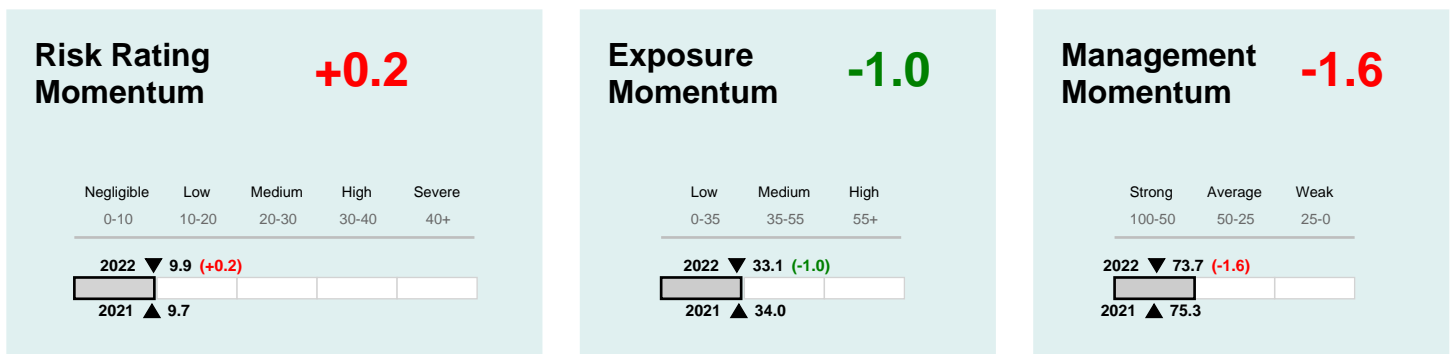 Risk Rating
Momentum
+0.2
Negligible Low Medium High Severe
0-10 10-20 20-30 30-40 40+
2022 ▼ 9.9 (+0.2)
2021 ▲ 9.7
Exposure
Momentum
-1.0
Low Medium High
0-35 35-55 55+
2022 ▼ 33.1 (-1.0)
2021 ▲ 34.0
Management
Momentum
-1.6
Strong Average Weak
100-50 50-25 25-0
2022 ▼ 73.7 (-1.6)
2021 ▲ 75.3